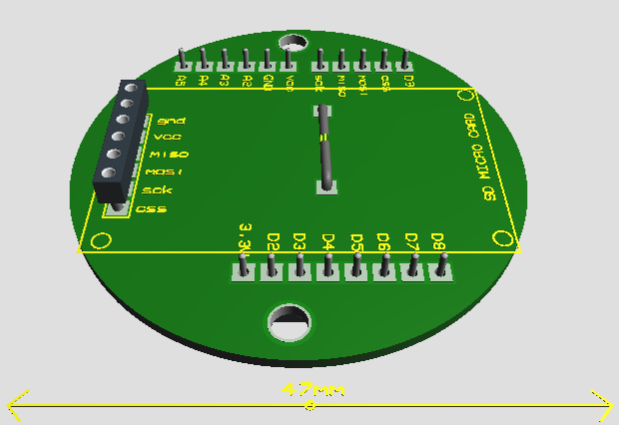 A5 A4 A3 A2 GND VCC SCK MISO MOSI CSS D9
gnd
vcc
MISO
MOSI
SCK
CSS
SD MICRO CARD
3.3V D2 D3 D4 D5 D6 D7 D8
47MM